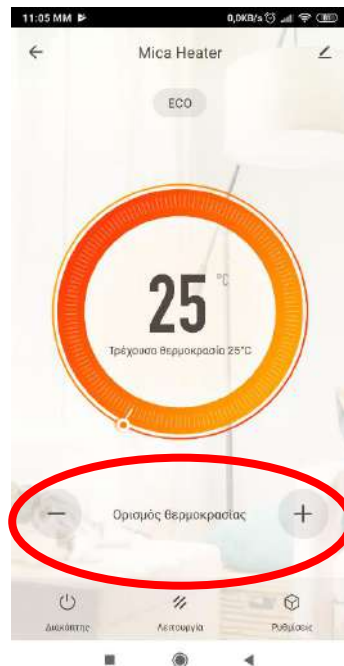 11:05 MM 0,0KB/s
Mica Heater
ECO
25 °C
Τρέχουσα θερμοκρασία 25°C
− Ορισμός θερμοκρασίας +
Διακόπτης Λειτουργία Ρυθμίσεις